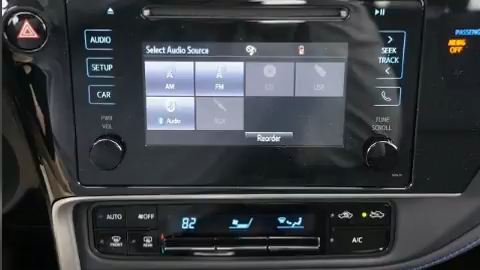 AUDIO
SETUP
CAR
PWR
VOL
Select Audio Source
AM
FM
CD
USB
Audio
AUX
Reorder
SEEK
TRACK
TUNE
SCROLL
PASSENG
OFF
AUTO
OFF
FRONT
REAR
82
A/C